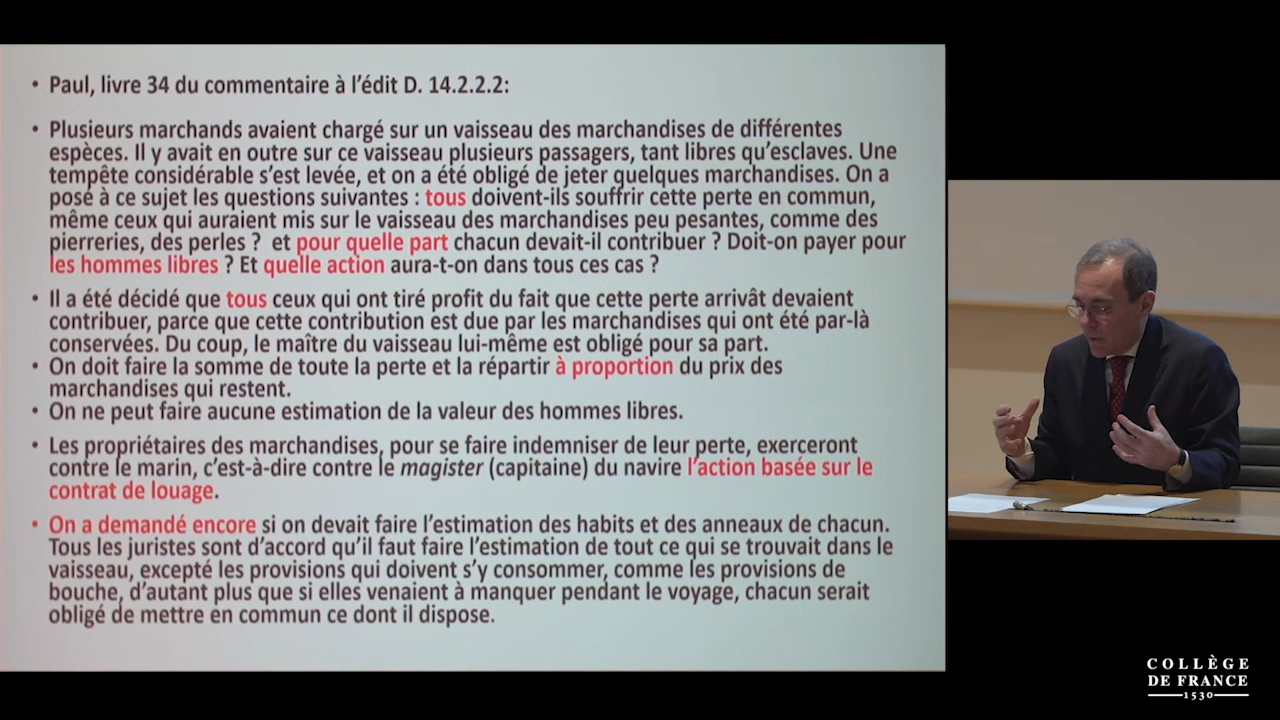 • Paul, livre 34 du commentaire à l'édit D. 14.2.2.2:
• Plusieurs marchands avaient chargé sur un vaisseau des marchandises de différentes
espèces. Il y avait en outre sur ce vaisseau plusieurs passagers, tant libres qu'esclaves. Une
tempête considérable s'est levée, et on a été obligé de jeter quelques marchandises. On a
posé à ce sujet les questions suivantes : tous doivent-ils souffrir cette perte en commun,
même ceux qui auraient mis sur le vaisseau des marchandises peu pesantes, comme des
pierreries, des perles ? et pour quelle part chacun devait-il contribuer ? Doit-on payer pour
les hommes libres ? Et quelle action aura-t-on dans tous ces cas ?
• Il a été décidé que tous ceux qui ont tiré profit du fait que cette perte arrivât devaient
contribuer, parce que cette contribution est due par les marchandises qui ont été par-là
conservées. Du coup, le maître du vaisseau lui-même est obligé pour sa part.
• On doit faire la somme de toute la perte et la répartir à proportion du prix des
marchandises qui restent.
• On ne peut faire aucune estimation de la valeur des hommes libres.
• Les propriétaires des marchandises, pour se faire indemniser de leur perte, exerceront
contre le marin, c'est-à-dire contre le magister (capitaine) du navire l'action basée sur le
contrat de louage.
• On a demandé encore si on devait faire l'estimation des habits et des anneaux de chacun.
Tous les juristes sont d'accord qu'il faut faire l'estimation de tout ce qui se trouvait dans le
vaisseau, excepté les provisions qui doivent s'y consommer, comme les provisions de
bouche, d'autant plus que si elles venaient à manquer pendant le voyage, chacun serait
obligé de mettre en commun ce dont il dispose.
COLLÈGE
DE FRANCE
1530